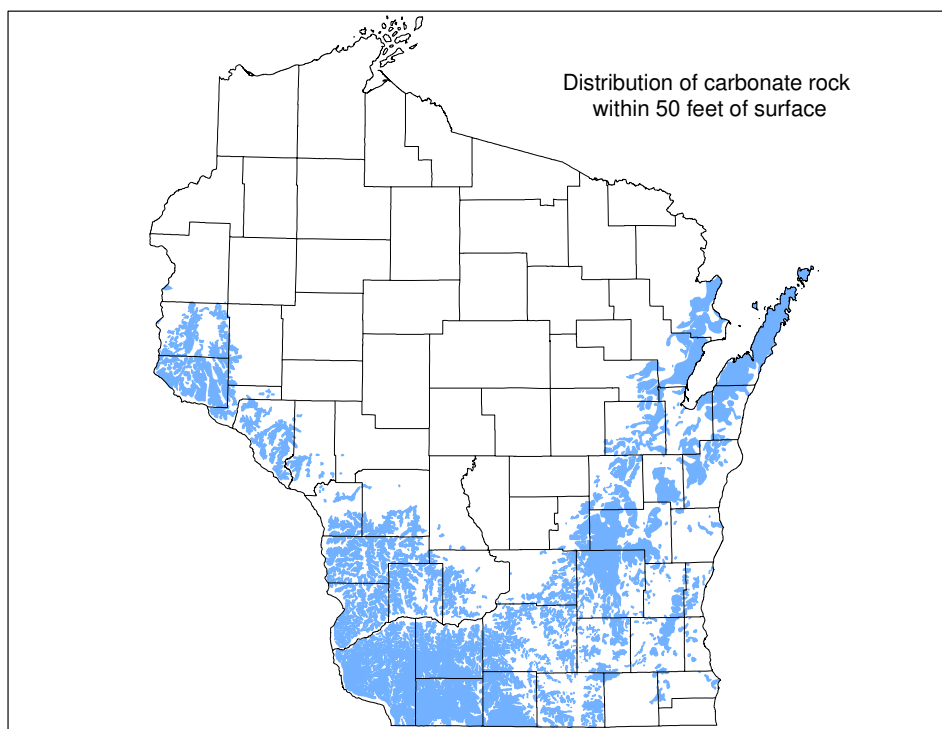 Distribution of carbonate rock
within 50 feet of surface